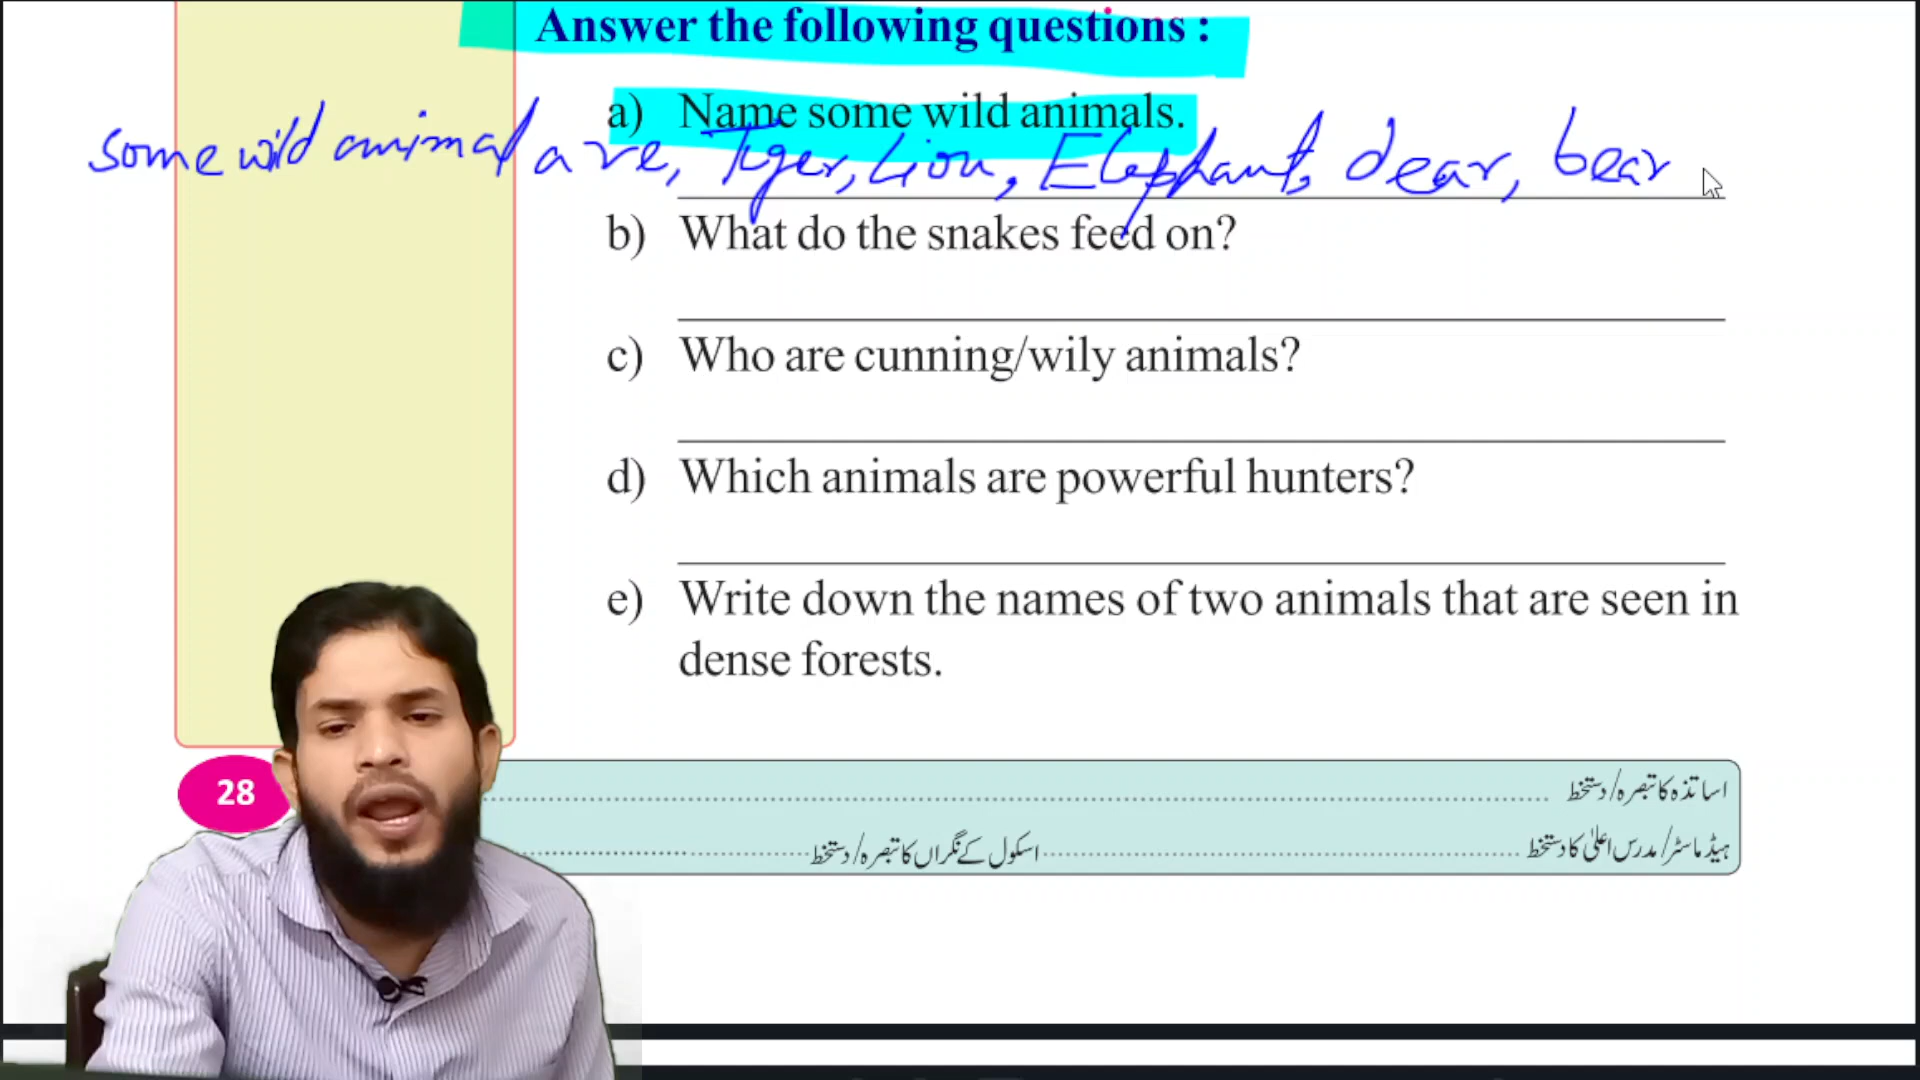 Answer the following questions :
a) Name some wild animals.
some wild animal are, Tiger, Lion, Elephant, dear, bear
b) What do the snakes feed on?
c) Who are cunning/wily animals?
d) Which animals are powerful hunters?
e) Write down the names of two animals that are seen in
dense forests.
28
اساتذہ کا تبصرہ/دستخط
ہیڈ ماسٹر/مدرس اعلیٰ کا دستخط
اسکول کے نگراں کا تبصرہ/دستخط